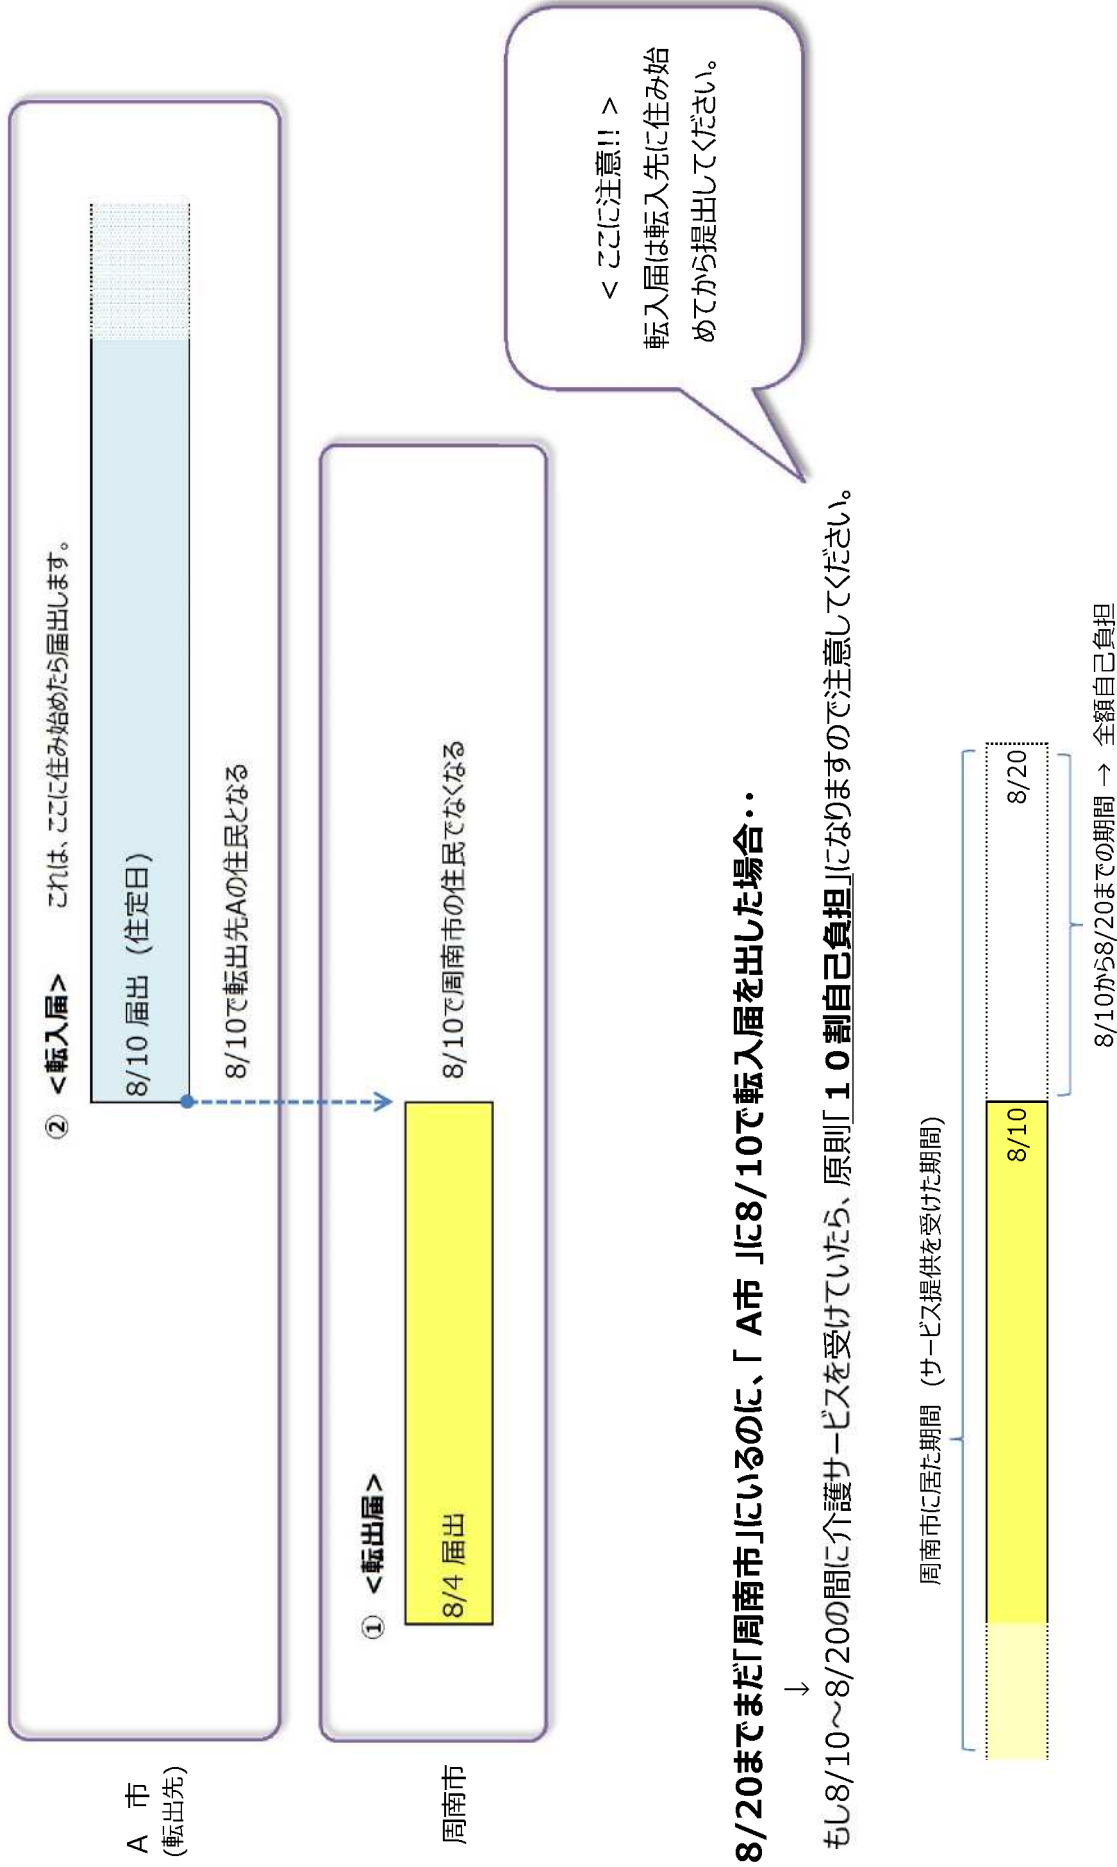 A 市
(転出先)
② <転入届> これは、ここに住み始めたら届出します。
8/10 届出 (住定日)
8/10で転出先Aの住民となる
周南市
① <転出届>
8/4 届出
8/10で周南市の住民でなくなる
< ここに注意!! >
転入届は転入先に住み始
めてから提出してください。
8/20までまだ「周南市」にいるのに、「 A市 」に8/10で転入届を出した場合・・
↓
もし8/10～8/20の間に介護サービスを受けていたら、原則「１０割自己負担」になりますので注意してください。
周南市に居た期間 (サービス提供を受けた期間)
8/10
8/20
8/10から8/20までの期間 → 全額自己負担